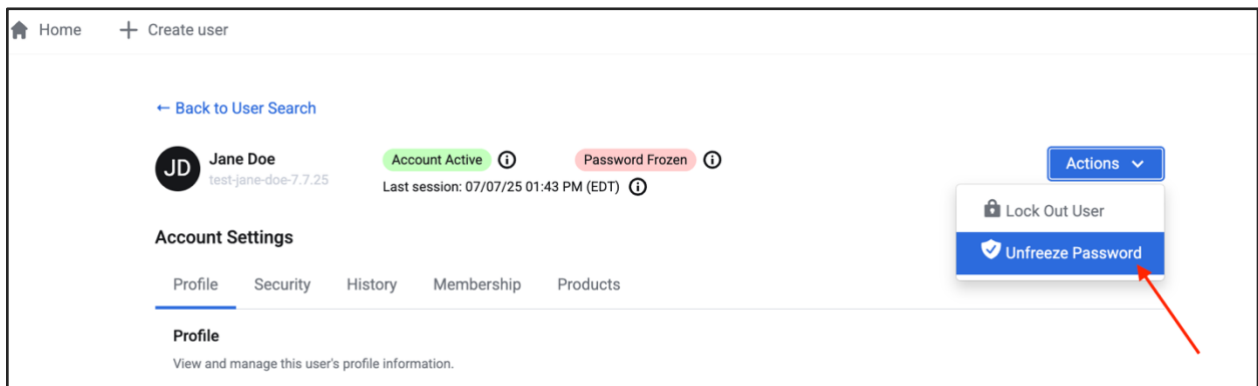 Home
Create user
← Back to User Search
JD
Jane Doe
test-jane-doe-7.7.25
Account Active
Password Frozen
Last session: 07/07/25 01:43 PM (EDT)
Actions
Lock Out User
Unfreeze Password
Account Settings
Profile Security History Membership Products
Profile
View and manage this user's profile information.